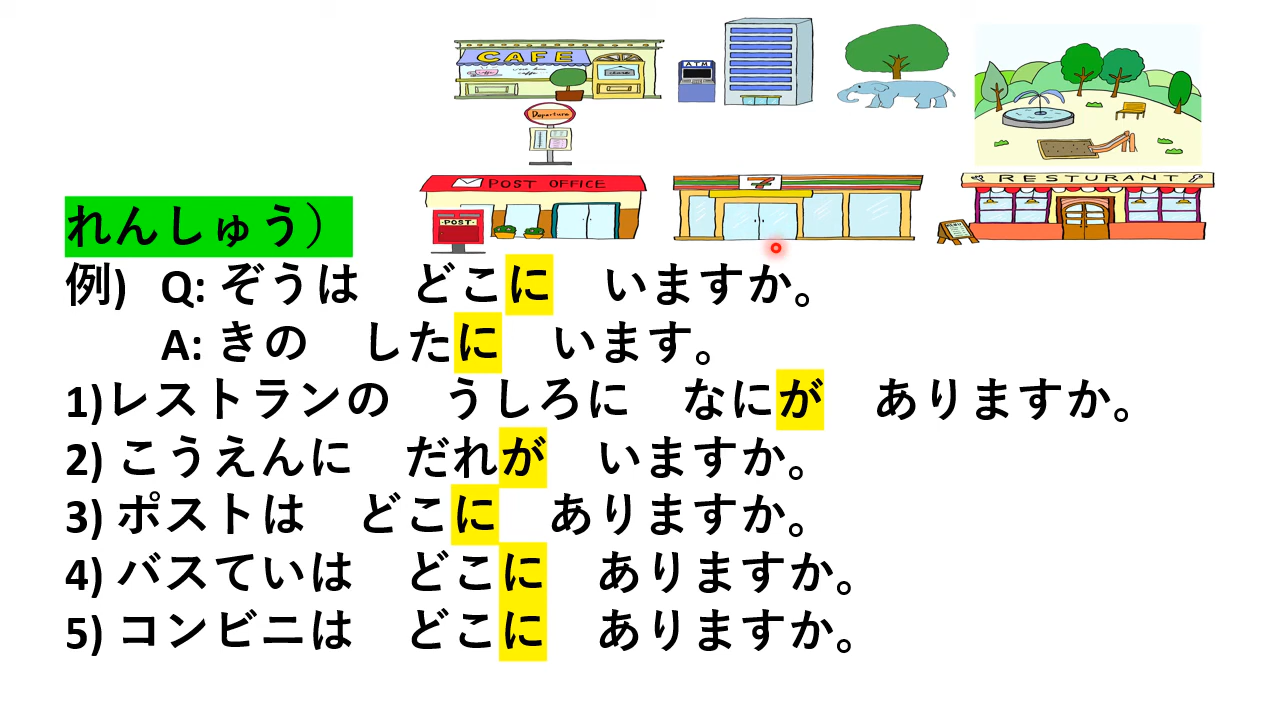 CAFE
ATM
Departure
POST OFFICE
POST
7
RESTURANT
れんしゅう）
例) Q: ぞうは　どこに　いますか。
A: きの　したに　います。
1)レストランの　うしろに　なにが　ありますか。
2) こうえんに　だれが　いますか。
3) ポストは　どこに　ありますか。
4) バスていは　どこに　ありますか。
5) コンビニは　どこに　ありますか。